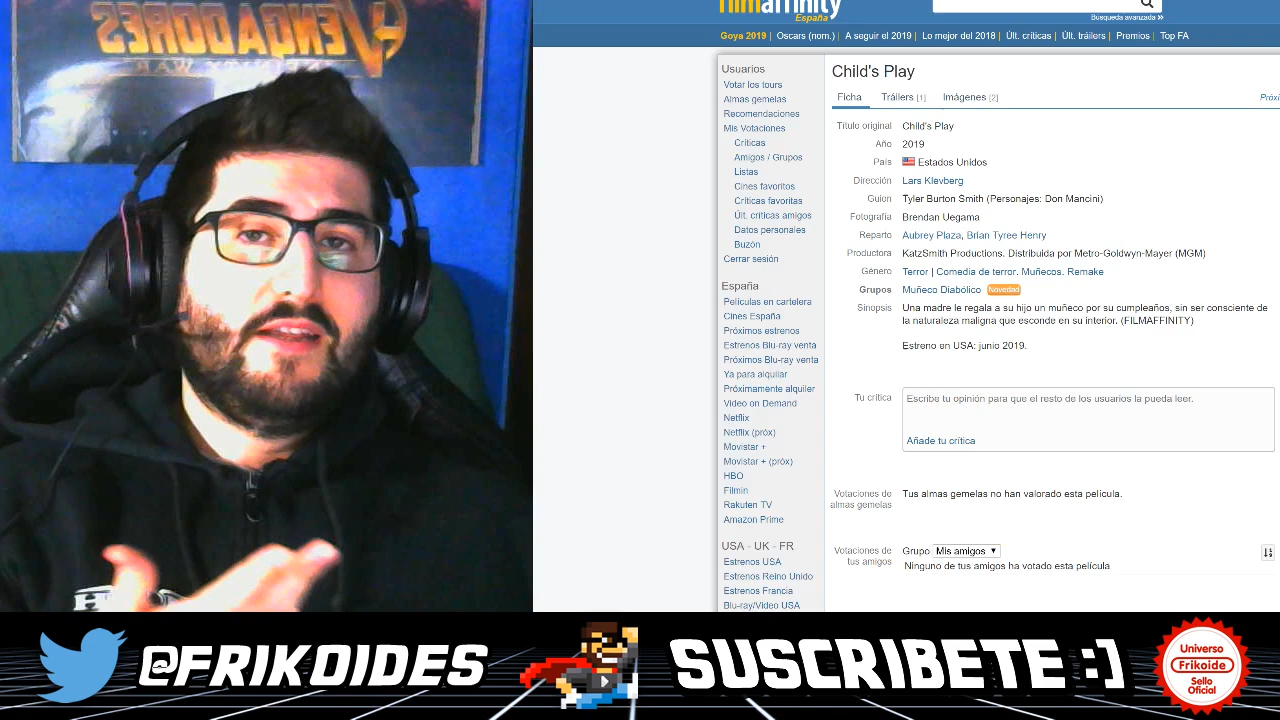 VENGADORES
filmaffinity
España
Búsqueda avanzada
Goya 2019 | Oscars (nom.) | A seguir el 2019 | Lo mejor del 2018 | Últ. críticas | Últ. tráilers | Premios | Top FA
Usuarios
Votar los tours
Almas gemelas
Recomendaciones
Mis Votaciones
Críticas
Amigos / Grupos
Listas
Cines favoritos
Críticas favoritas
Últ. críticas amigos
Datos personales
Buzón
Cerrar sesión
España
Películas en cartelera
Cines España
Próximos estrenos
Estrenos Blu-ray venta
Próximos Blu-ray venta
Ya para alquilar
Próximamente alquiler
Video on Demand
Netflix
Netflix (próx)
Movistar +
Movistar + (próx)
HBO
Filmin
Rakuten TV
Amazon Prime
USA - UK - FR
Estrenos USA
Estrenos Reino Unido
Estrenos Francia
Blu-ray/Video USA
Child's Play
Ficha Tráilers [1] Imágenes [2]
Título original Child's Play
Año 2019
País Estados Unidos
Dirección Lars Klevberg
Guion Tyler Burton Smith (Personajes: Don Mancini)
Fotografía Brendan Uegama
Reparto Aubrey Plaza, Brian Tyree Henry
Productora KatzSmith Productions. Distribuida por Metro-Goldwyn-Mayer (MGM)
Género Terror | Comedia de terror. Muñecos. Remake
Grupos Muñeco Diabólico Novedad
Sinopsis Una madre le regala a su hijo un muñeco por su cumpleaños, sin ser consciente de
la naturaleza maligna que esconde en su interior. (FILMAFFINITY)
Estreno en USA: junio 2019.
Tu crítica Escribe tu opinión para que el resto de los usuarios la pueda leer.
Añade tu crítica
Votaciones de almas gemelas Tus almas gemelas no han valorado esta película.
Votaciones de tus amigos Grupo Mis amigos
Ninguno de tus amigos ha votado esta película
@FRIKOIDES
SUSCRIBETE :)
Universo
Frikoide
Sello
Oficial